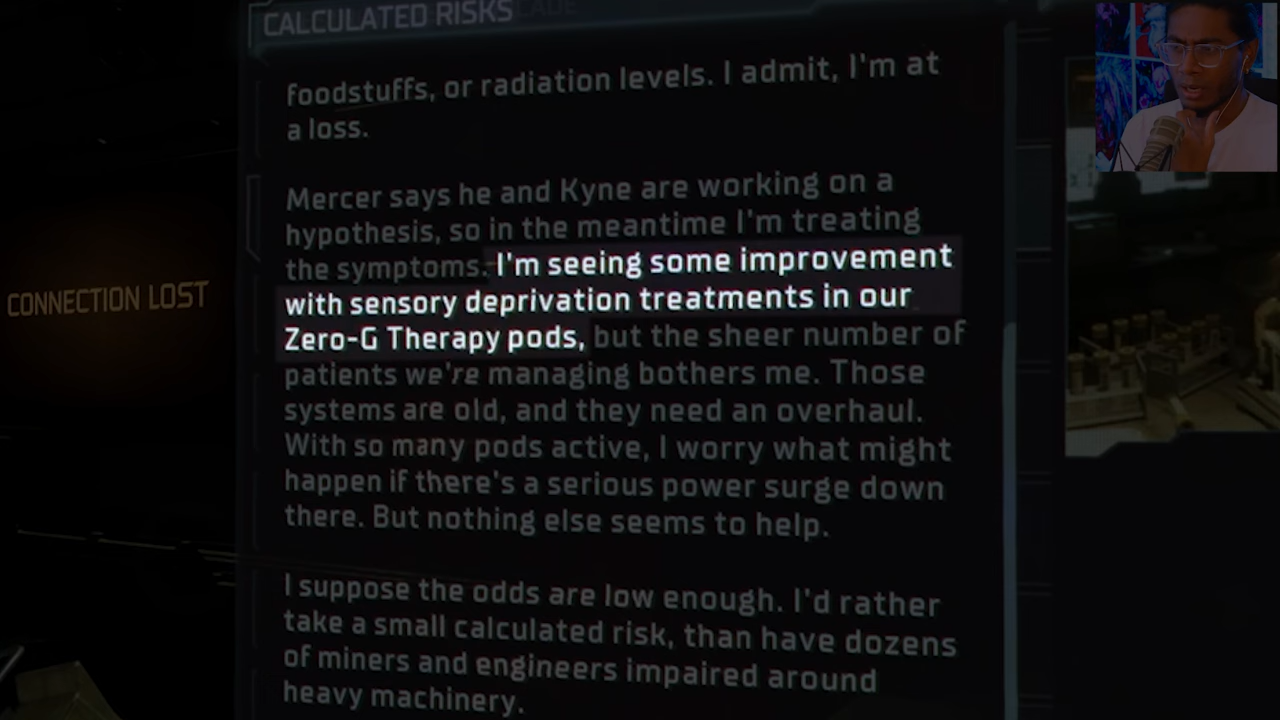 CALCULATED RISKS
foodstuffs, or radiation levels. I admit, I'm at
a loss.
Mercer says he and Kyne are working on a
hypothesis, so in the meantime I'm treating
the symptoms. I'm seeing some improvement
with sensory deprivation treatments in our
Zero-G Therapy pods, but the sheer number of
patients we're managing bothers me. Those
systems are old, and they need an overhaul.
With so many pods active, I worry what might
happen if there's a serious power surge down
there. But nothing else seems to help.
I suppose the odds are low enough. I'd rather
take a small calculated risk, than have dozens
of miners and engineers impaired around
heavy machinery.
CONNECTION LOST